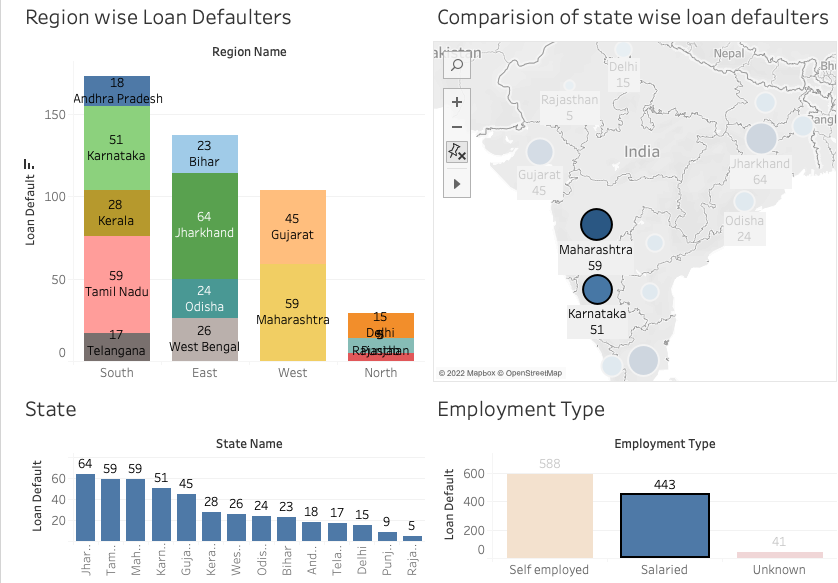 Region wise Loan Defaulters
Region Name
Loan Default
150
100
50
0
18
Andhra Pradesh
51
Karnataka
28
Kerala
59
Tamil Nadu
17
Telangana
23
Bihar
64
Jharkhand
24
Odisha
26
West Bengal
45
Gujarat
59
Maharashtra
15
Delhi
South
East
West
North
Comparision of state wise loan defaulters
akistan
Nepal
Bhu
Delhi
15
Rajasthan
5
India
Gujarat
45
Jharkhand
64
Odisha
24
Maharashtra
59
Karnataka
51
© 2022 Mapbox © OpenStreetMap
State
State Name
Loan Default
60
40
20
64
59
59
51
45
28
26
24
23
18
17
15
9
5
Jhar..
Tam..
Mah..
Karn..
Guja..
Kera..
Wes..
Odis..
Bihar
And..
Tela..
Delhi
Punj..
Raja..
Employment Type
Employment Type
Loan Default
600
400
200
0
588
443
41
Self employed
Salaried
Unknown